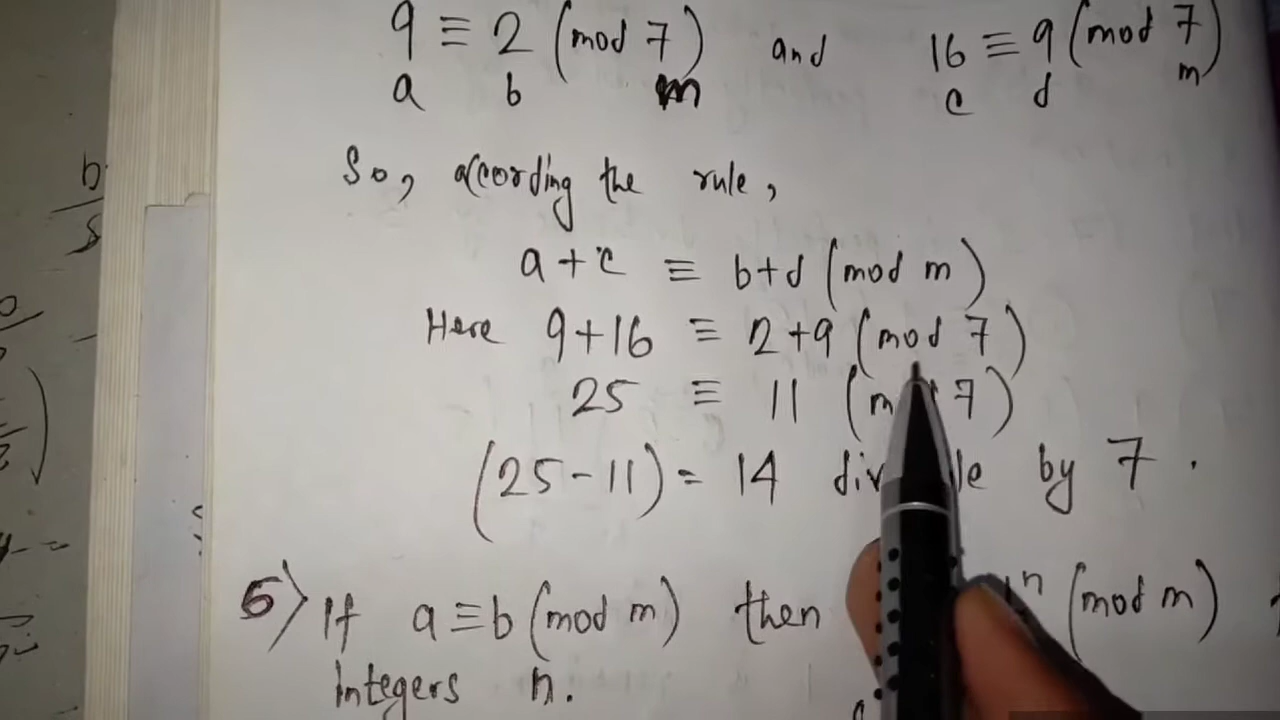 9 ≡ 2 (mod 7) and 16 ≡ 9 (mod 7)
a b m c d m
So, according the rule,
a + c ≡ b+d (mod m)
Here 9+16 ≡ 2+9 (mod 7)
25 ≡ 11 ( 7)
(25-11) = 14 by 7.
5) If a ≡ b (mod m) then n (mod m)
Integers n.